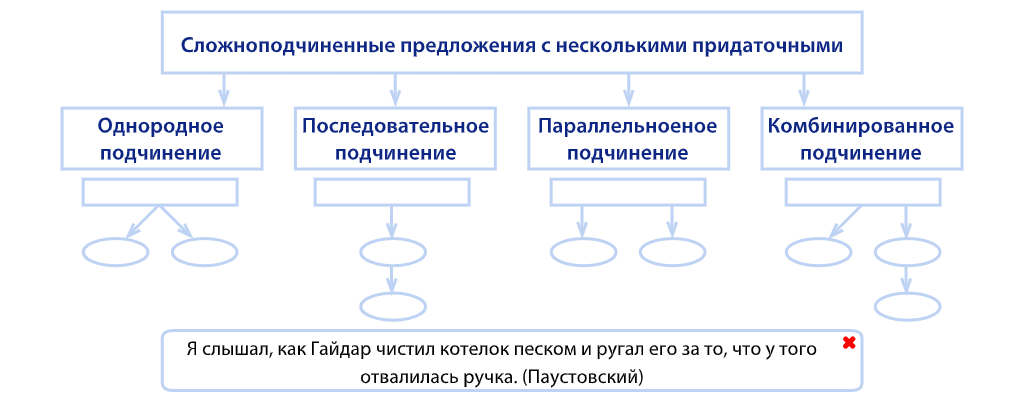 Сложноподчиненные предложения с несколькими придаточными
Однородное
подчинение
Последовательное
подчинение
Параллельноеное
подчинение
Комбинированное
подчинение
Я слышал, как Гайдар чистил котелок песком и ругал его за то, что у того
отвалилась ручка. (Паустовский)